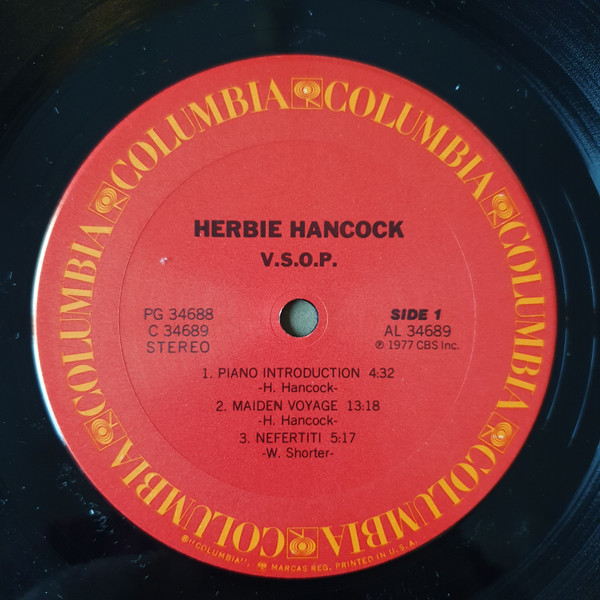 COLUMBIA COLUMBIA COLUMBIA COLUMBIA COLUMBIA COLUMBIA
HERBIE HANCOCK
V.S.O.P.
PG 34688
C 34689
STEREO
SIDE 1
AL 34689
℗ 1977 CBS Inc.
1. PIANO INTRODUCTION 4:32
-H. Hancock-
2. MAIDEN VOYAGE 13:18
-H. Hancock-
3. NEFERTITI 5:17
-W. Shorter-
®"COLUMBIA", MARCAS REG. PRINTED IN U.S.A.